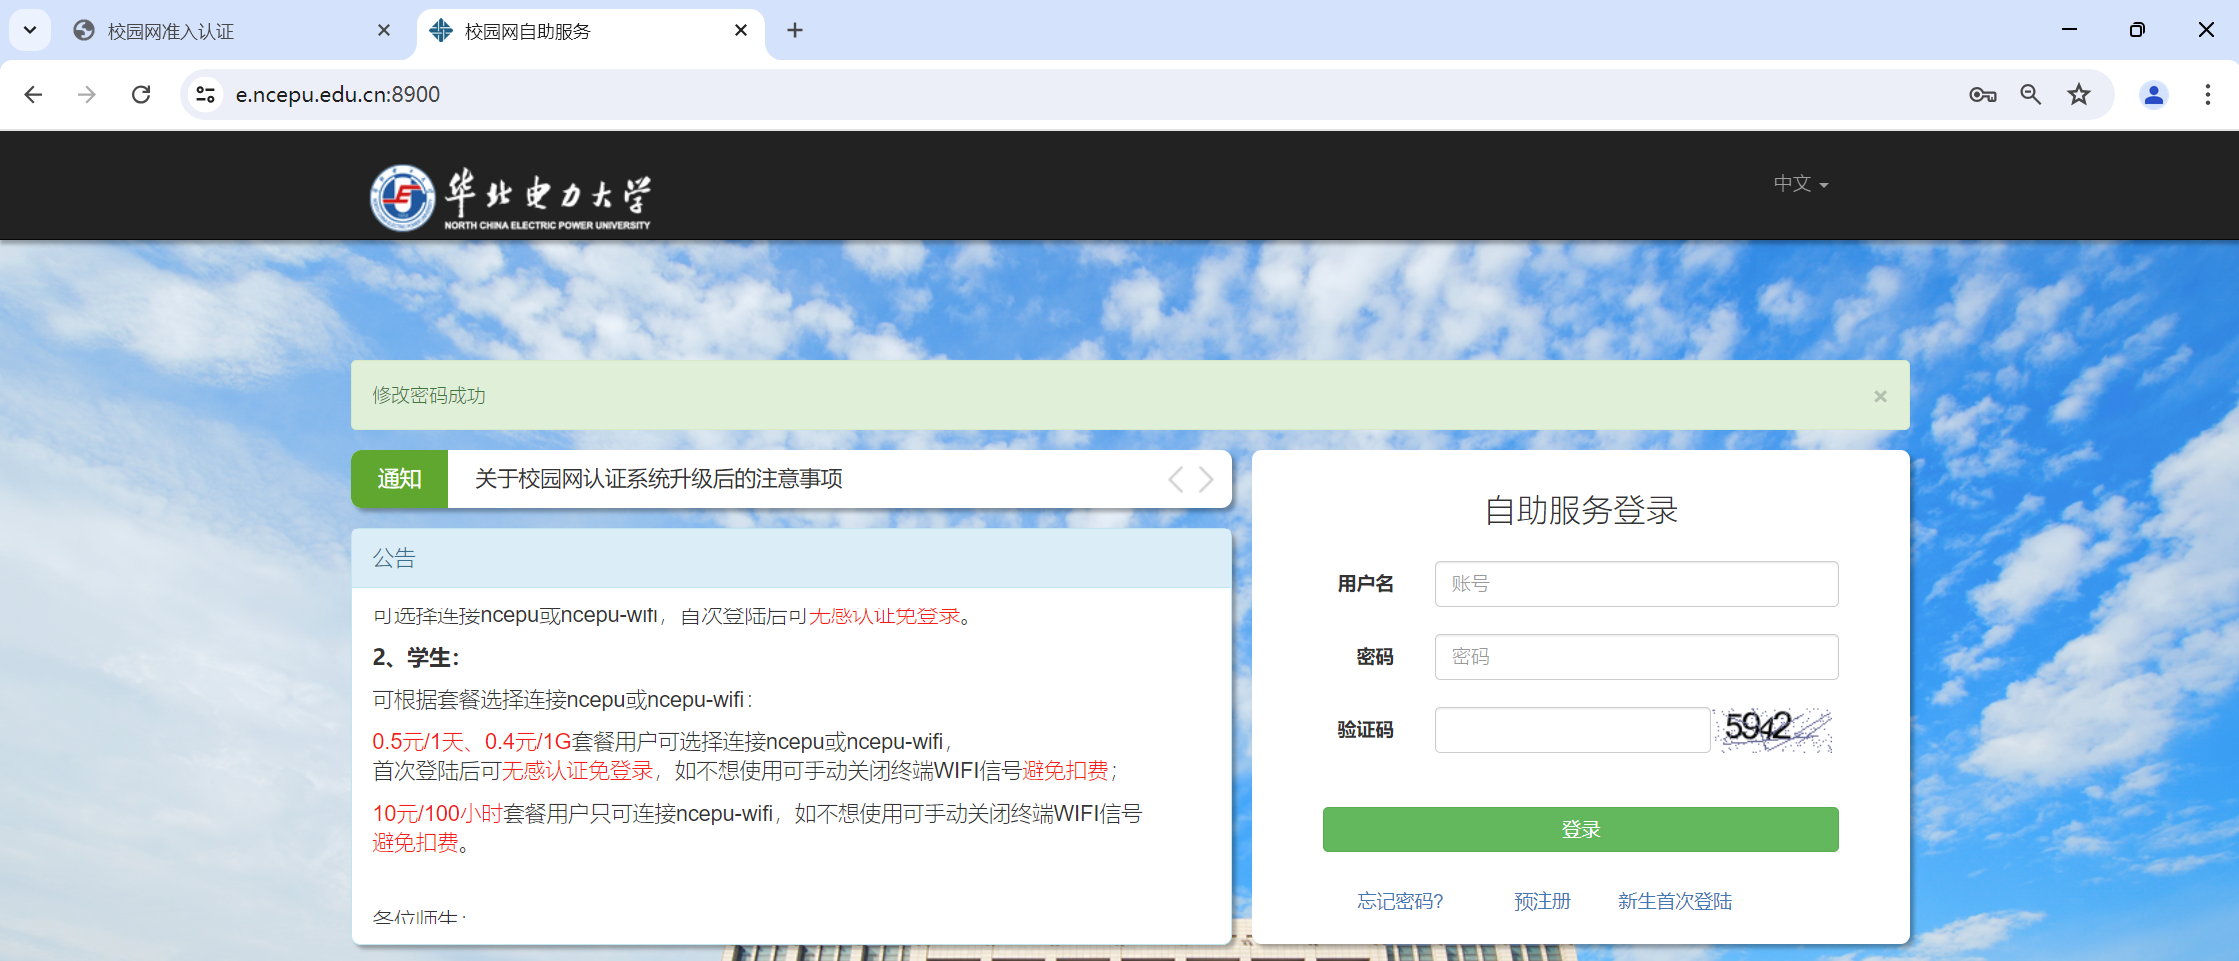 校园网准入认证
校园网自助服务
e.ncepu.edu.cn:8900
华北电力大学
NORTH CHINA ELECTRIC POWER UNIVERSITY
中文
修改密码成功
通知
关于校园网认证系统升级后的注意事项
公告
可选择连接ncepu或ncepu-wifi，首次登陆后可无感认证免登录。
2、学生：
可根据套餐选择连接ncepu或ncepu-wifi：
0.5元/1天、0.4元/1G套餐用户可选择连接ncepu或ncepu-wifi，
首次登陆后可无感认证免登录，如不想使用可手动关闭终端WIFI信号避免扣费；
10元/100小时套餐用户只可连接ncepu-wifi，如不想使用可手动关闭终端WIFI信号
避免扣费。
各位师生：
自助服务登录
用户名
账号
密码
密码
验证码
5942
登录
忘记密码?
预注册
新生首次登陆